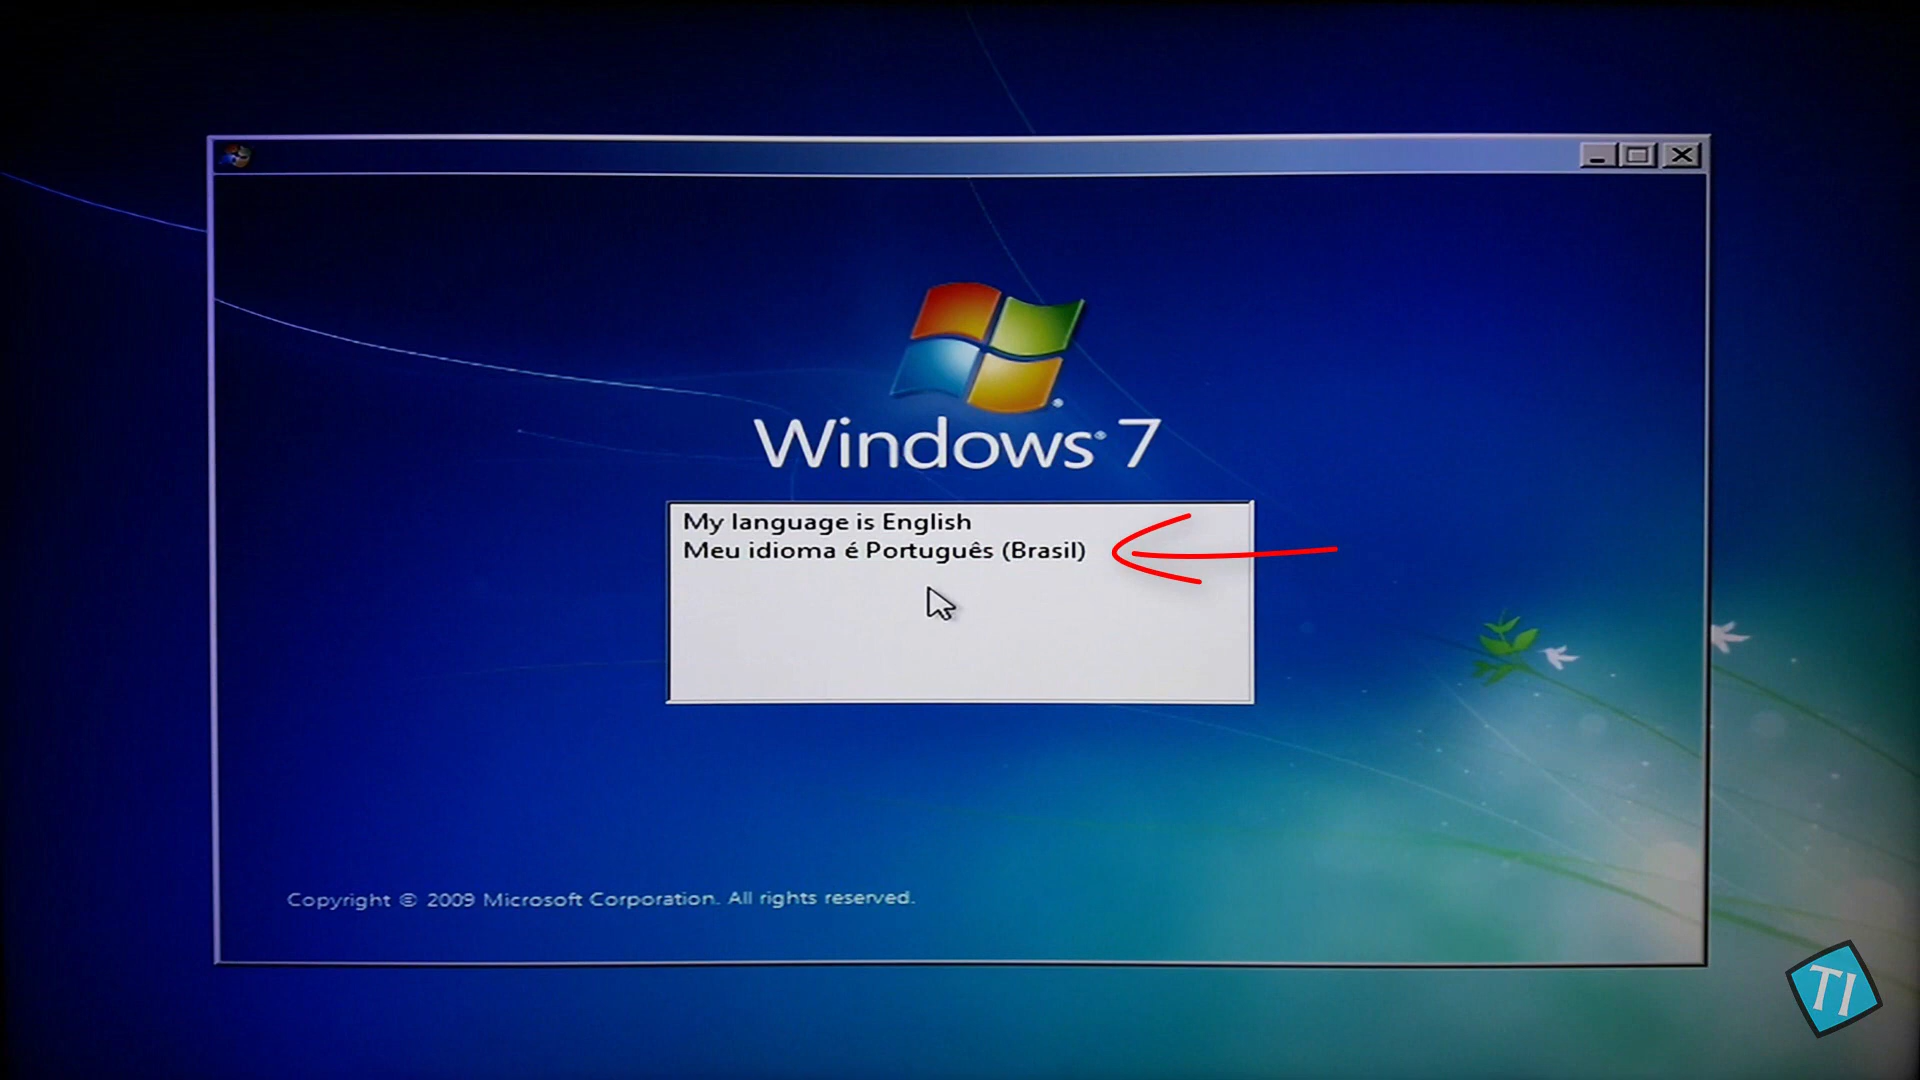 Windows® 7
My language is English
Meu idioma é Português (Brasil)
Copyright © 2009 Microsoft Corporation. All rights reserved.
TI